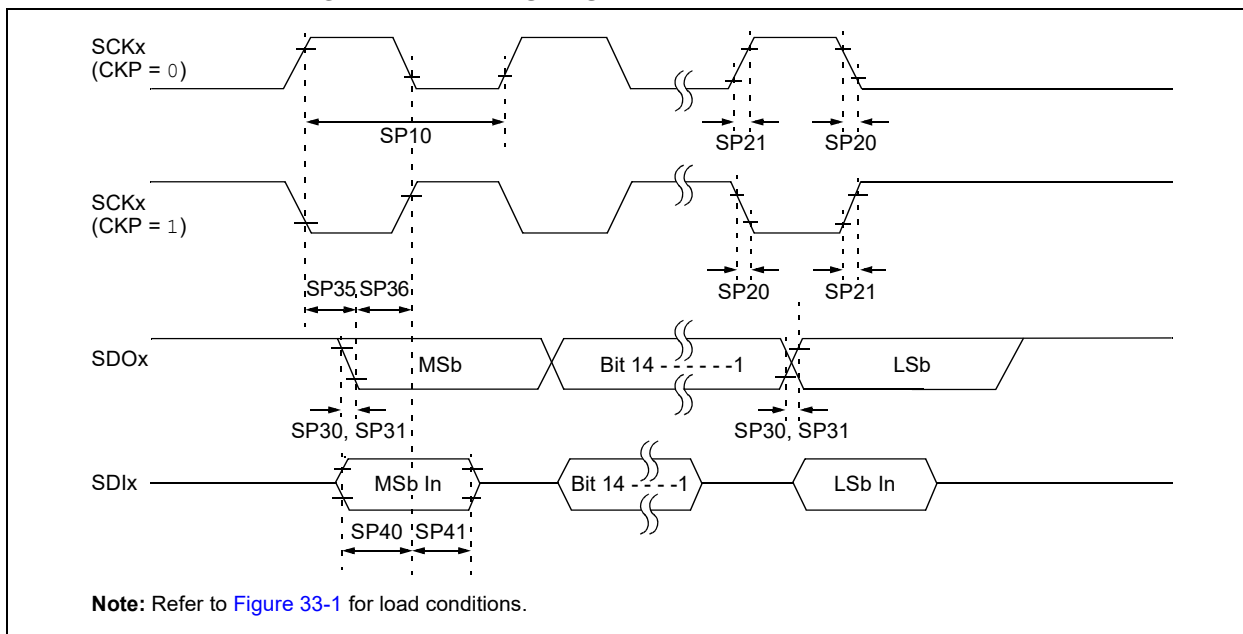 SCKx
(CKP = 0)
SP10
SP21
SP20
SCKx
(CKP = 1)
SP35 SP36
SP20
SP21
SDOx
MSb
Bit 14 - - - - - - -1
LSb
SP30, SP31
SP30, SP31
SDIx
MSb In
Bit 14 - - - -1
LSb In
SP40 SP41
Note: Refer to Figure 33-1 for load conditions.